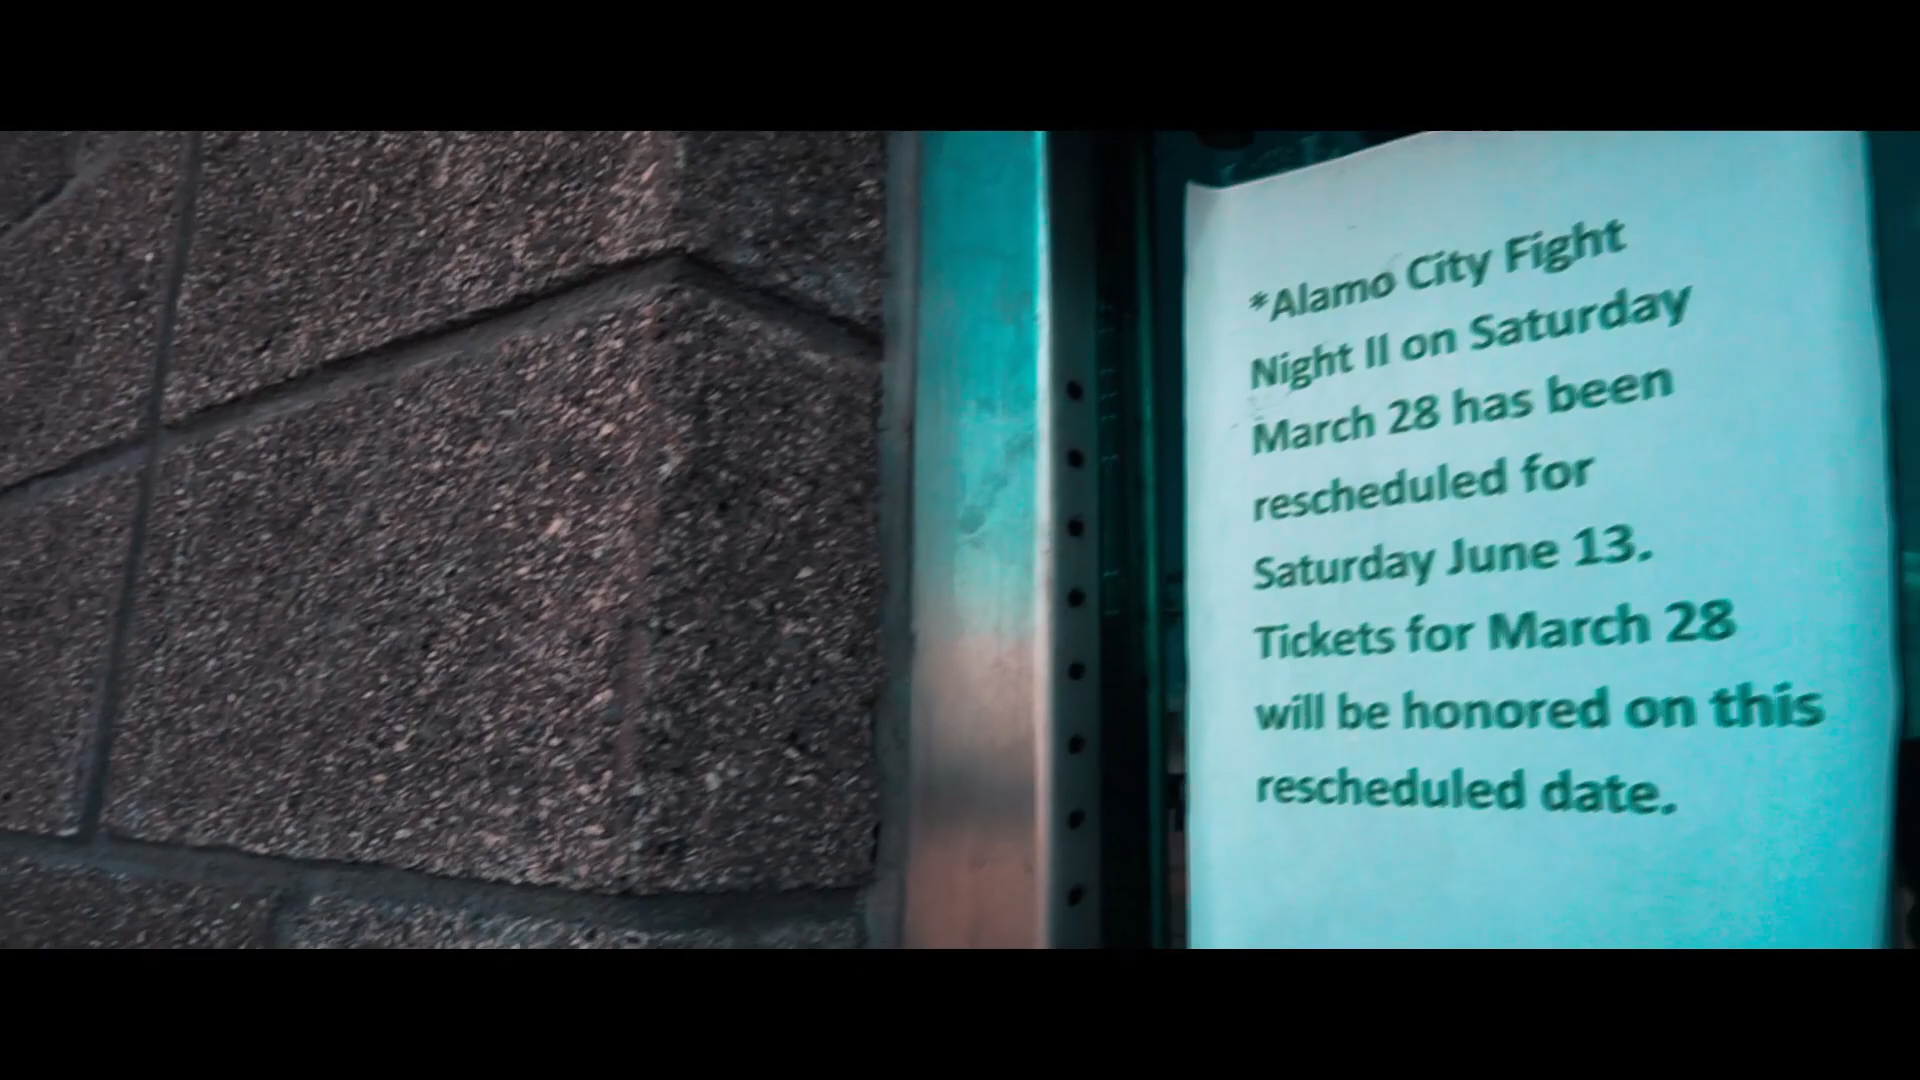 *Alamo City Fight
Night II on Saturday
March 28 has been
rescheduled for
Saturday June 13.
Tickets for March 28
will be honored on this
rescheduled date.